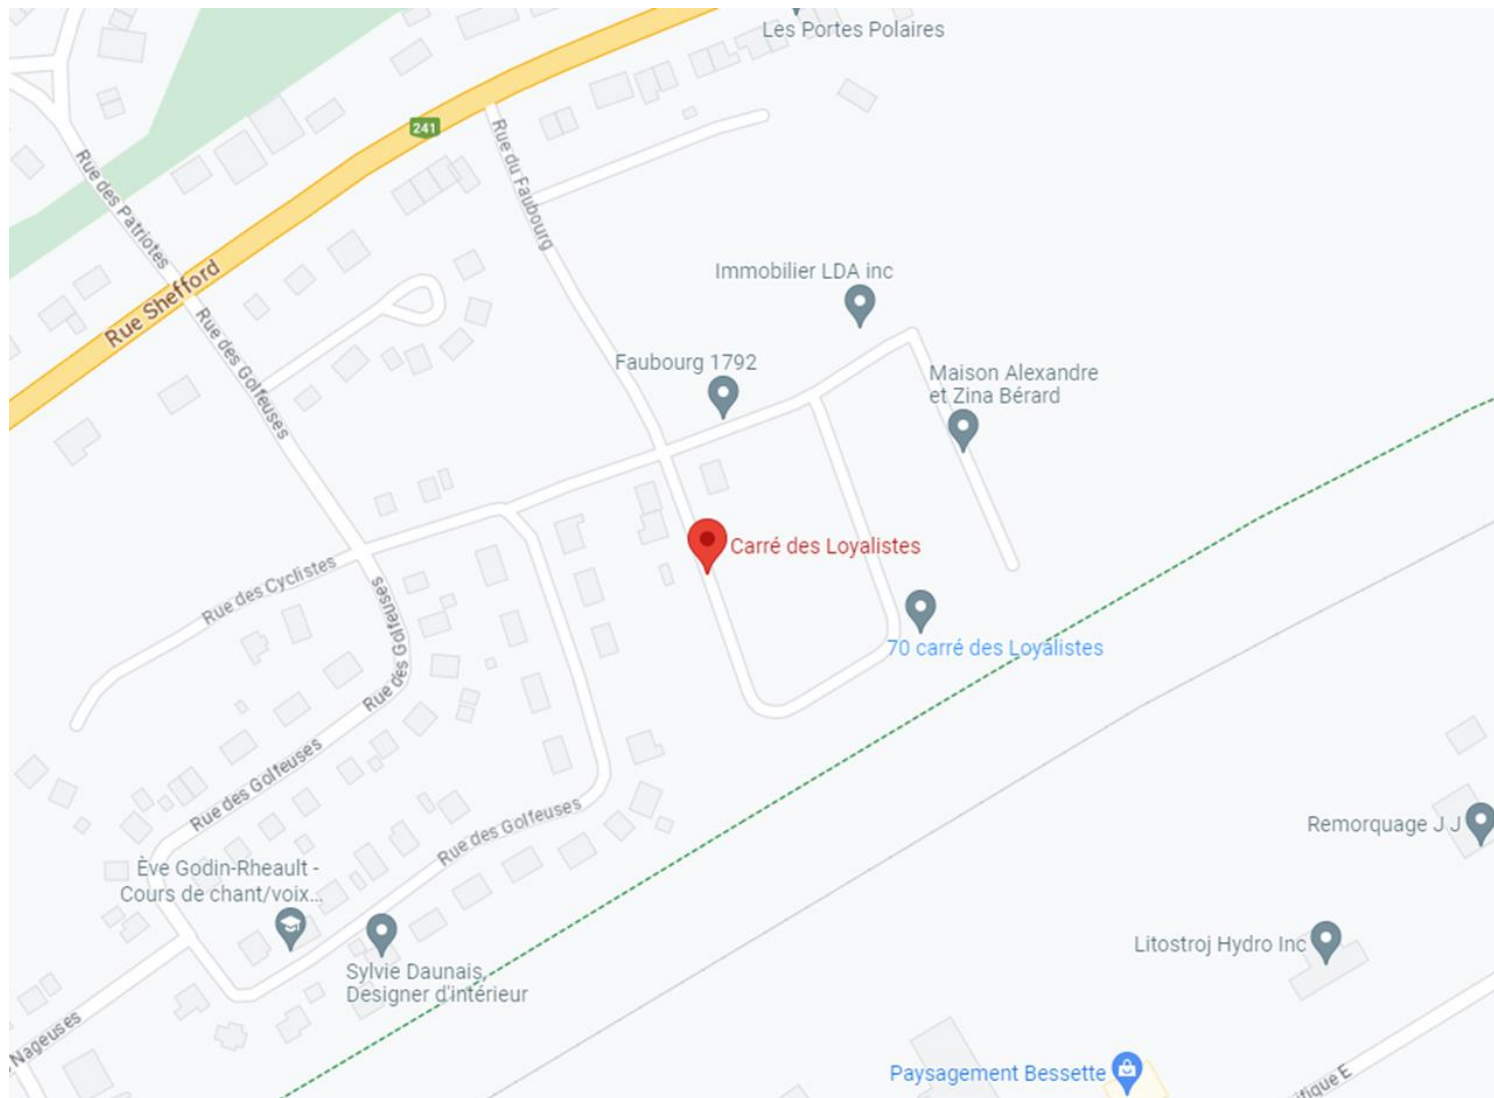 Les Portes Polaires
241
Rue du Faubourg
Rue des Patriotes
Rue Shefford
Immobilier LDA inc
Rue des Golfeuses
Faubourg 1792
Maison Alexandre
et Zina Bérard
Carré des Loyalistes
Rue des Cyclistes
Rue des Golfeuses
70 carré des Loyalistes
Rue des Golfeuses
Rue des Golfeuses
Remorquage J.J
Ève Godin-Rheault -
Cours de chant/voix...
Litostroj Hydro Inc
Sylvie Daunais,
Designer d'intérieur
Nageuses
Paysagement Bessette
ifique E